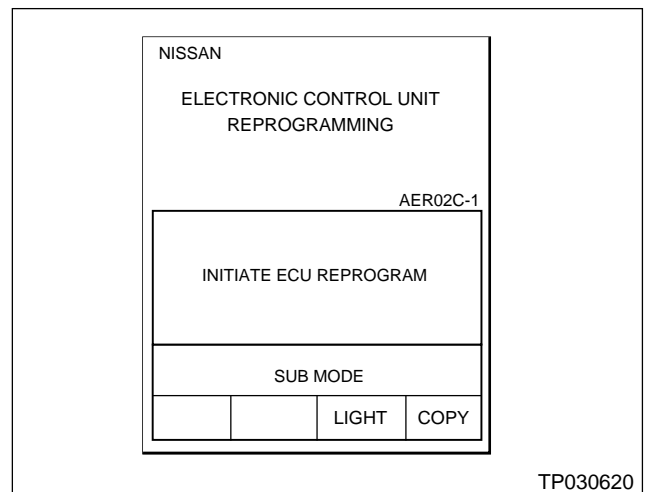 NISSAN
ELECTRONIC CONTROL UNIT
REPROGRAMMING
AER02C-1
INITIATE ECU REPROGRAM
SUB MODE
LIGHT COPY
TP030620